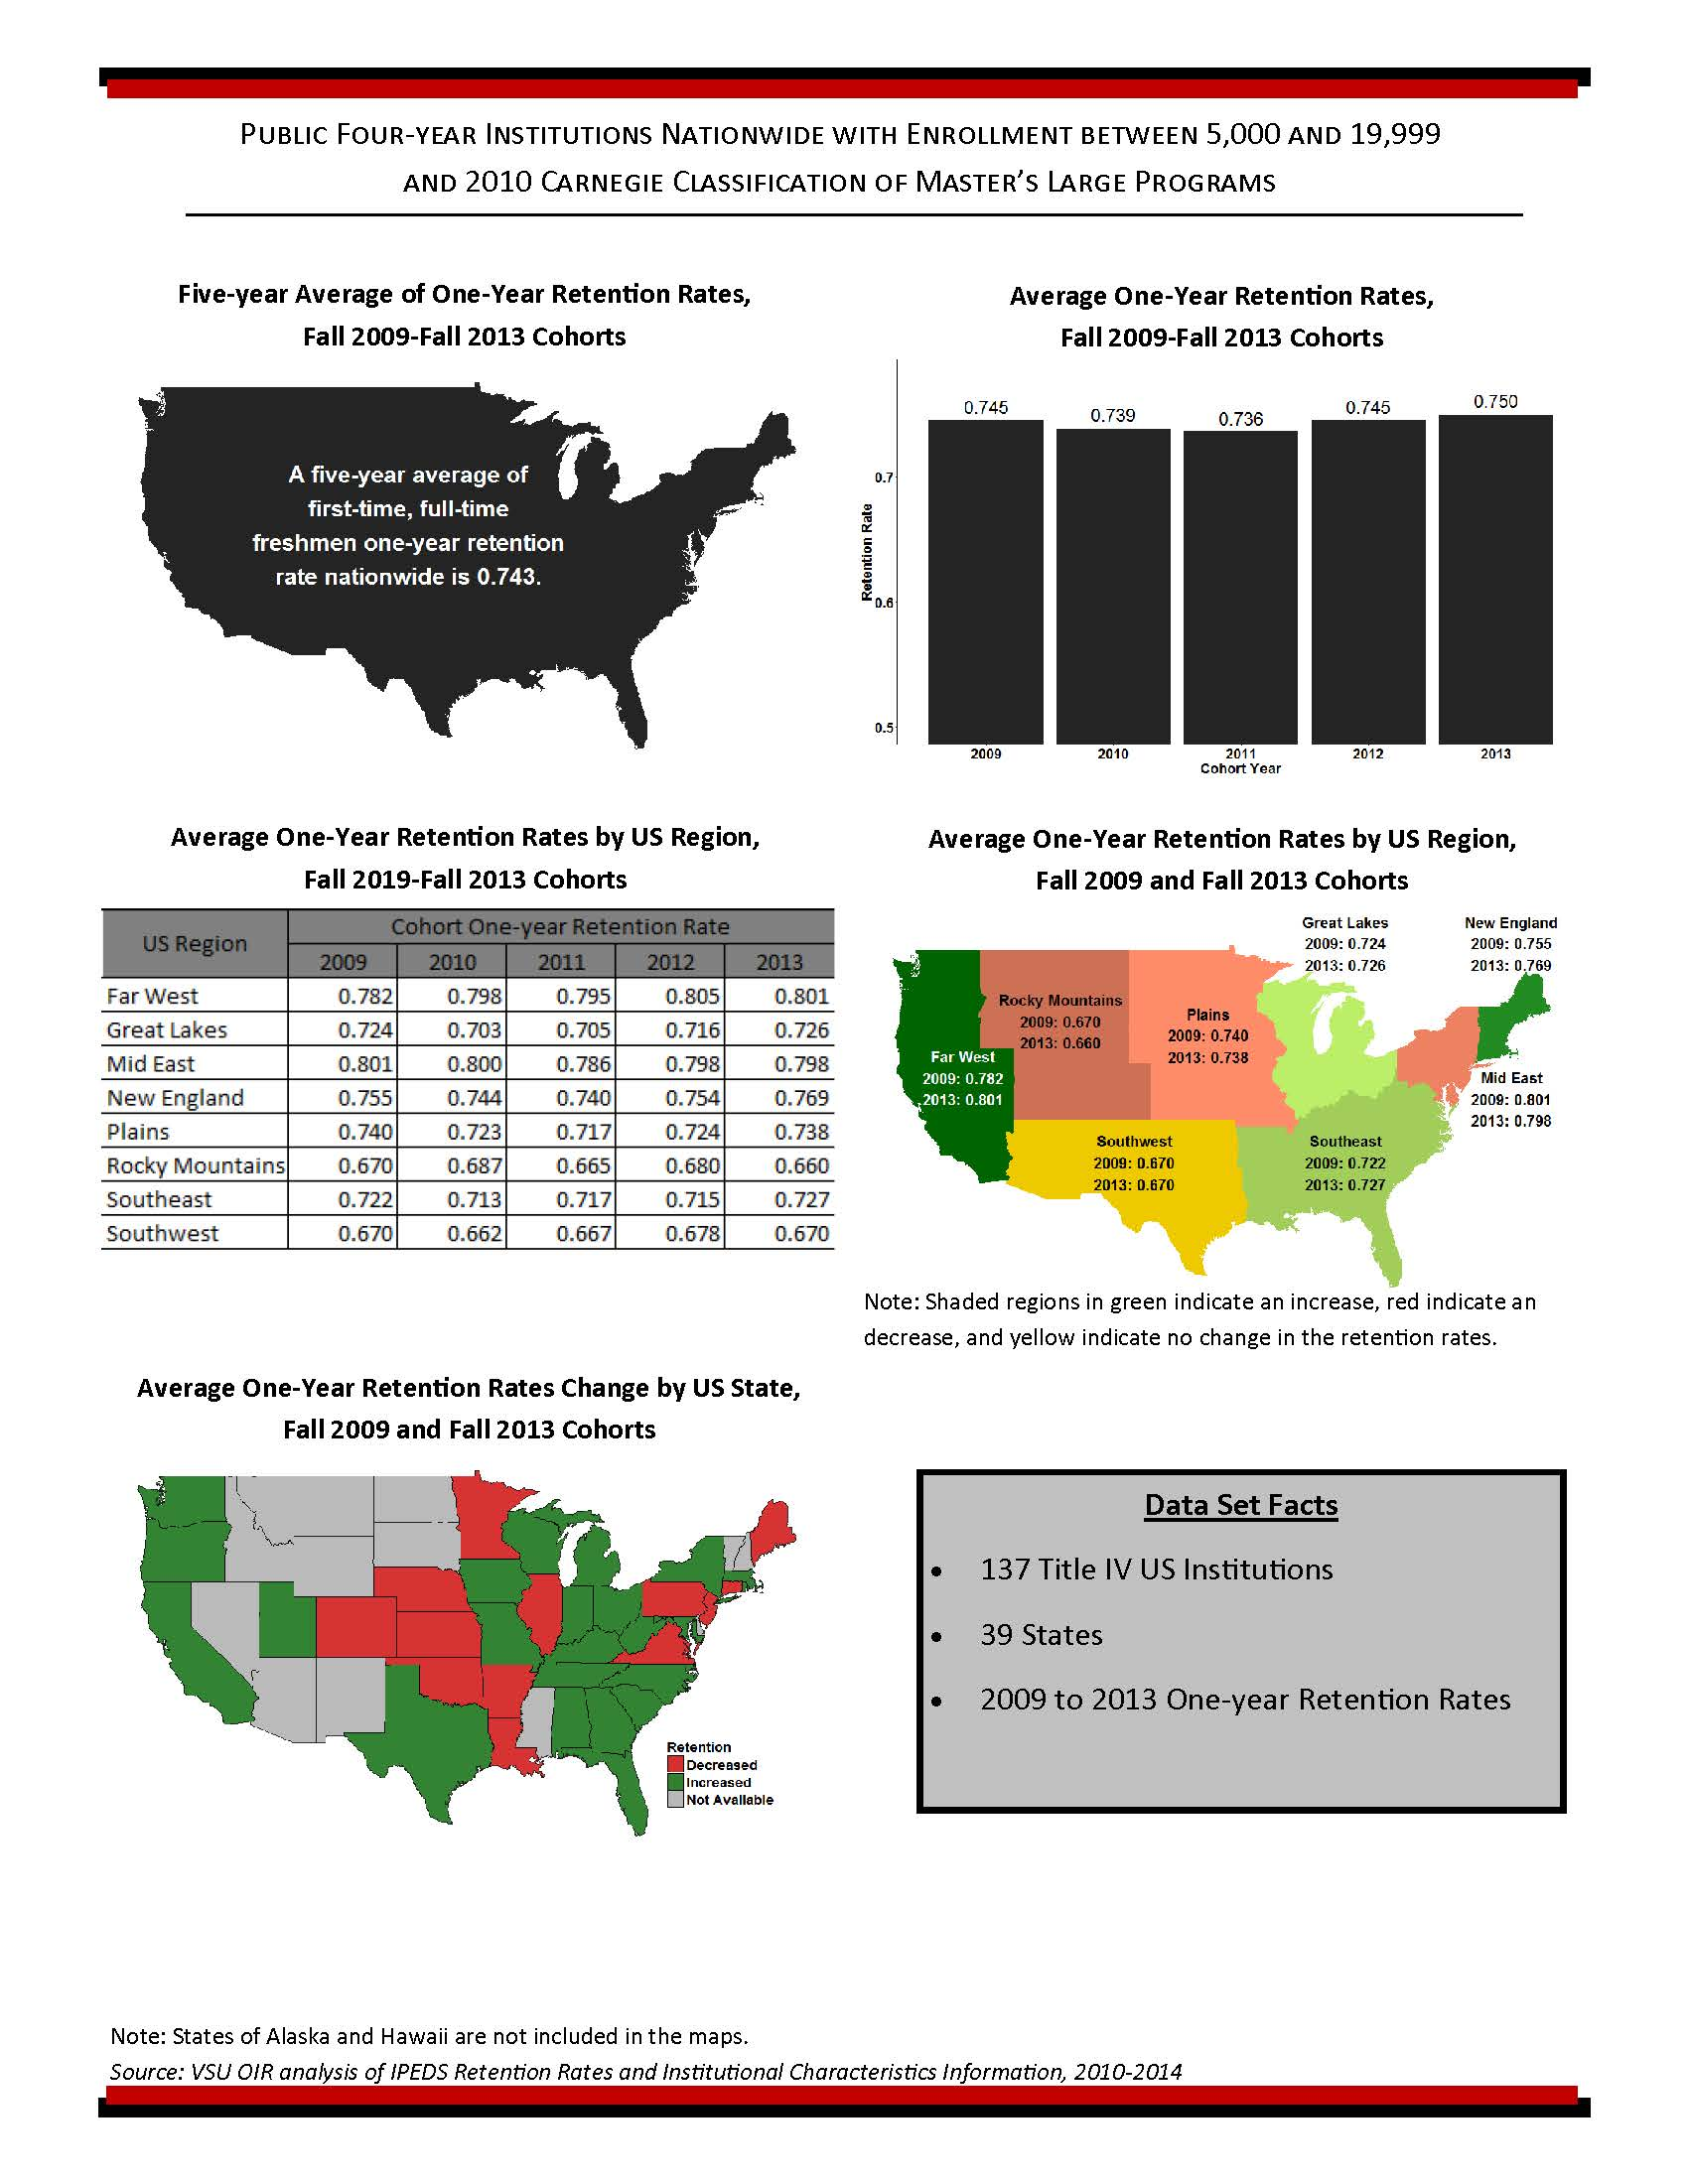 Public Four-year Institutions Nationwide with Enrollment between 5,000 and 19,999
and 2010 Carnegie Classification of Master's Large Programs
Five-year Average of One-Year Retention Rates,
Fall 2009-Fall 2013 Cohorts
A five-year average of
first-time, full-time
freshmen one-year retention
rate nationwide is 0.743.
Average One-Year Retention Rates,
Fall 2009-Fall 2013 Cohorts
0.745 0.739 0.736 0.745 0.750
Retention Rate
0.7
0.6
0.5
2009 2010 2011 2012 2013
Cohort Year
Average One-Year Retention Rates by US Region,
Fall 2019-Fall 2013 Cohorts
US Region Cohort One-year Retention Rate
2009 2010 2011 2012 2013
Far West 0.782 0.798 0.795 0.805 0.801
Great Lakes 0.724 0.703 0.705 0.716 0.726
Mid East 0.801 0.800 0.786 0.798 0.798
New England 0.755 0.744 0.740 0.754 0.769
Plains 0.740 0.723 0.717 0.724 0.738
Rocky Mountains 0.670 0.687 0.665 0.680 0.660
Southeast 0.722 0.713 0.717 0.715 0.727
Southwest 0.670 0.662 0.667 0.678 0.670
Average One-Year Retention Rates by US Region,
Fall 2009 and Fall 2013 Cohorts
Great Lakes
2009: 0.724
2013: 0.726
New England
2009: 0.755
2013: 0.769
Rocky Mountains
2009: 0.670
2013: 0.660
Plains
2009: 0.740
2013: 0.738
Far West
2009: 0.782
2013: 0.801
Mid East
2009: 0.801
2013: 0.798
Southwest
2009: 0.670
2013: 0.670
Southeast
2009: 0.722
2013: 0.727
Note: Shaded regions in green indicate an increase, red indicate an
decrease, and yellow indicate no change in the retention rates.
Average One-Year Retention Rates Change by US State,
Fall 2009 and Fall 2013 Cohorts
Retention
Decreased
Increased
Not Available
Data Set Facts
• 137 Title IV US Institutions
• 39 States
• 2009 to 2013 One-year Retention Rates
Note: States of Alaska and Hawaii are not included in the maps.
Source: VSU OIR analysis of IPEDS Retention Rates and Institutional Characteristics Information, 2010-2014